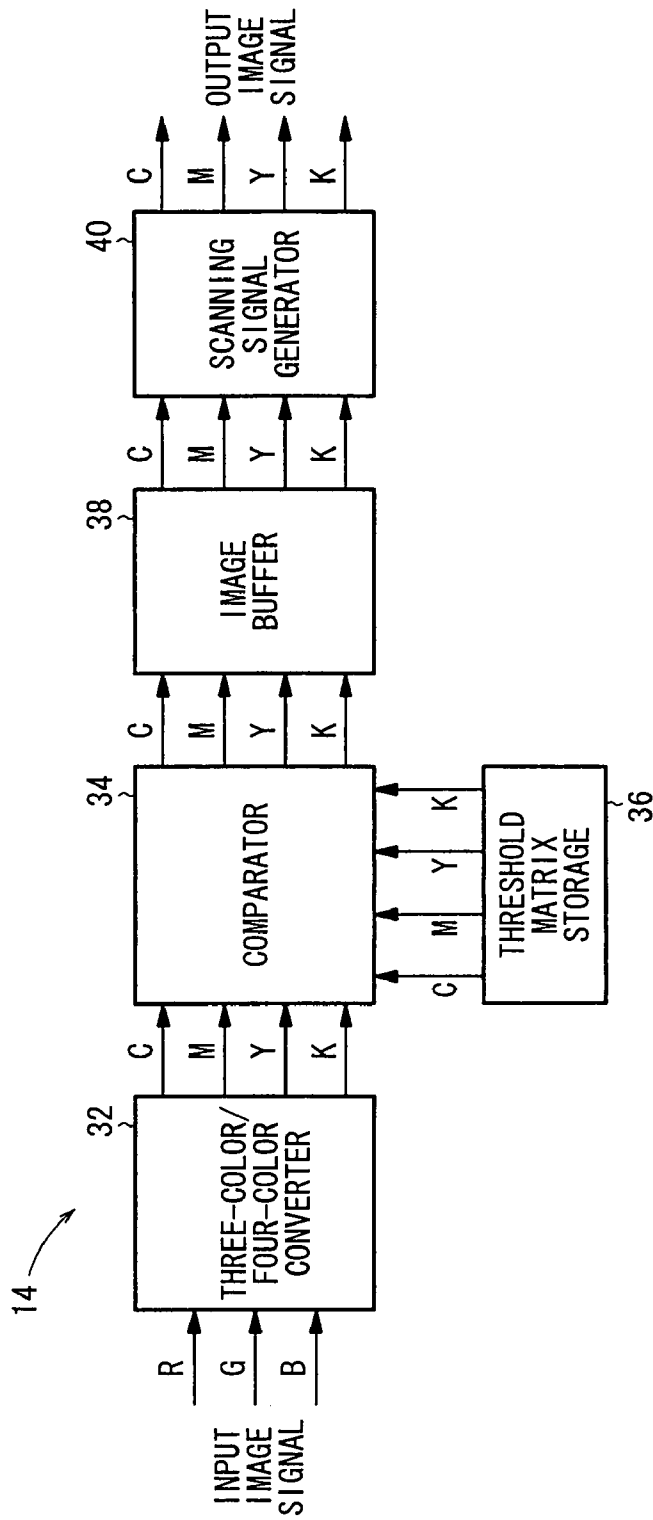 14
INPUT
IMAGE
SIGNAL
R
G
B
32
THREE-COLOR/
FOUR-COLOR
CONVERTER
C
M
Y
K
34
COMPARATOR
C
M
Y
K
THRESHOLD
MATRIX
STORAGE
36
C
M
Y
K
38
IMAGE
BUFFER
C
M
Y
K
40
SCANNING
SIGNAL
GENERATOR
C
M
Y
K
OUTPUT
IMAGE
SIGNAL